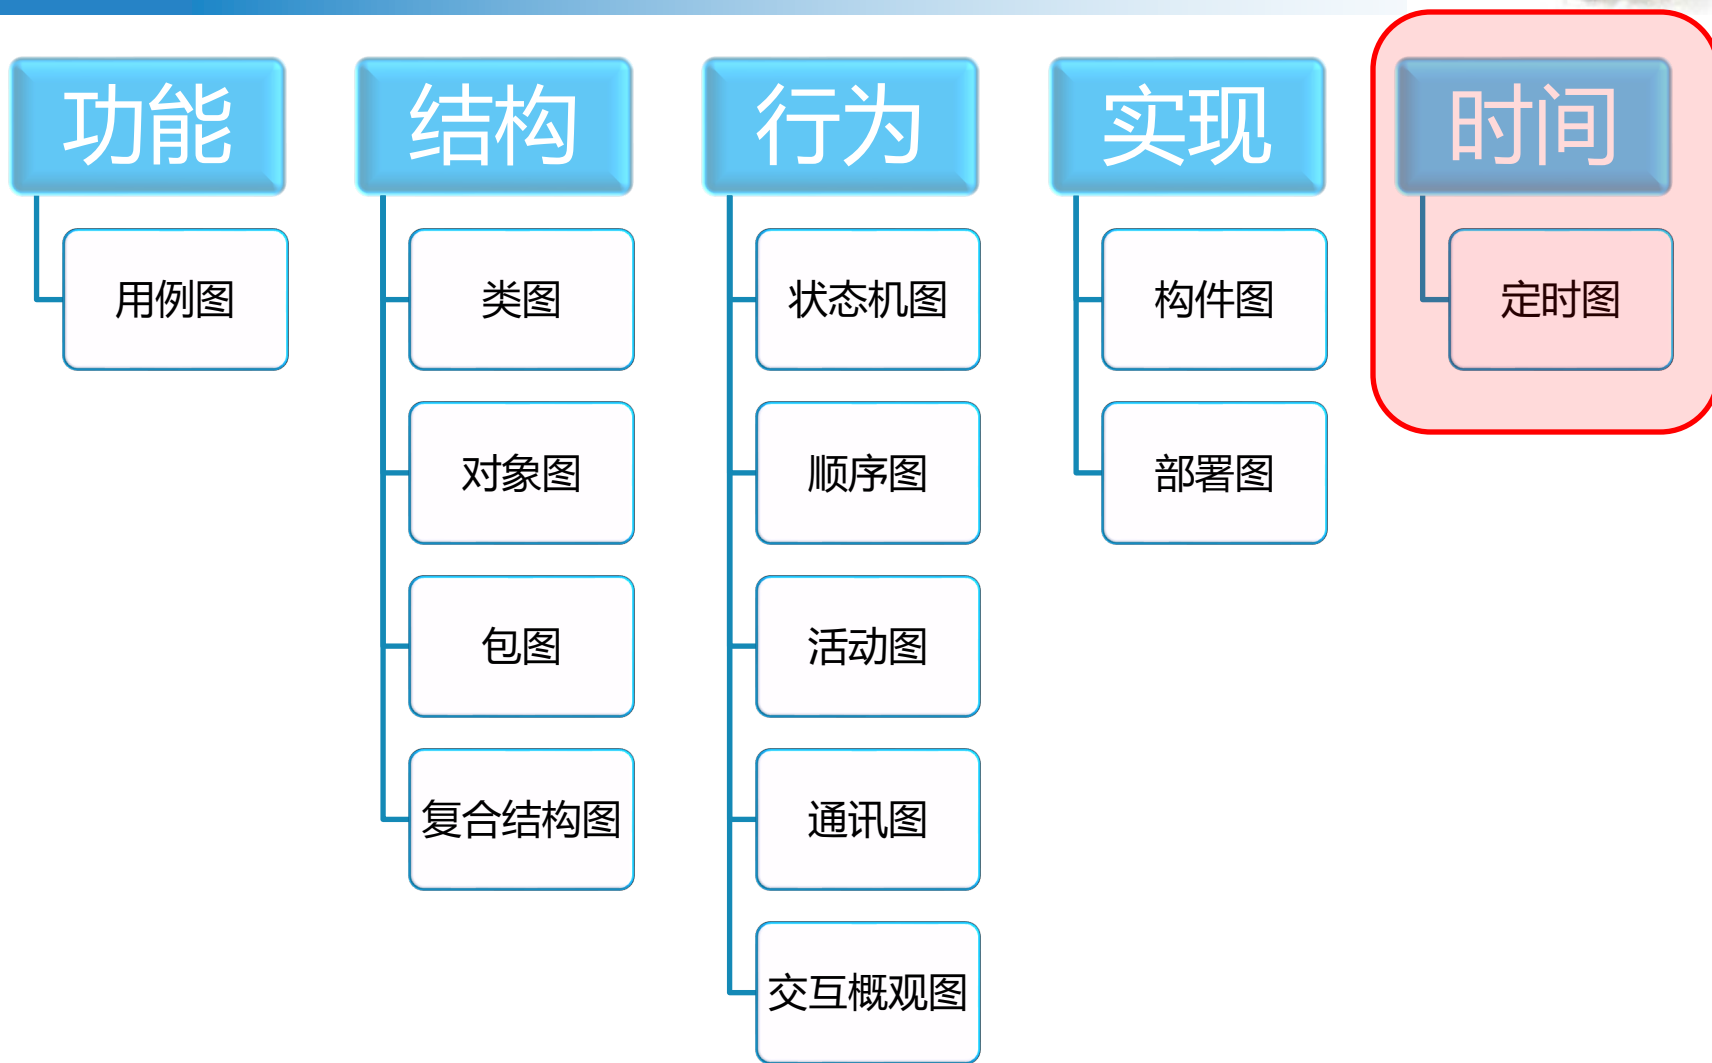 功能
用例图
结构
类图
对象图
包图
复合结构图
行为
状态机图
顺序图
活动图
通讯图
交互概观图
实现
构件图
部署图
时间
定时图